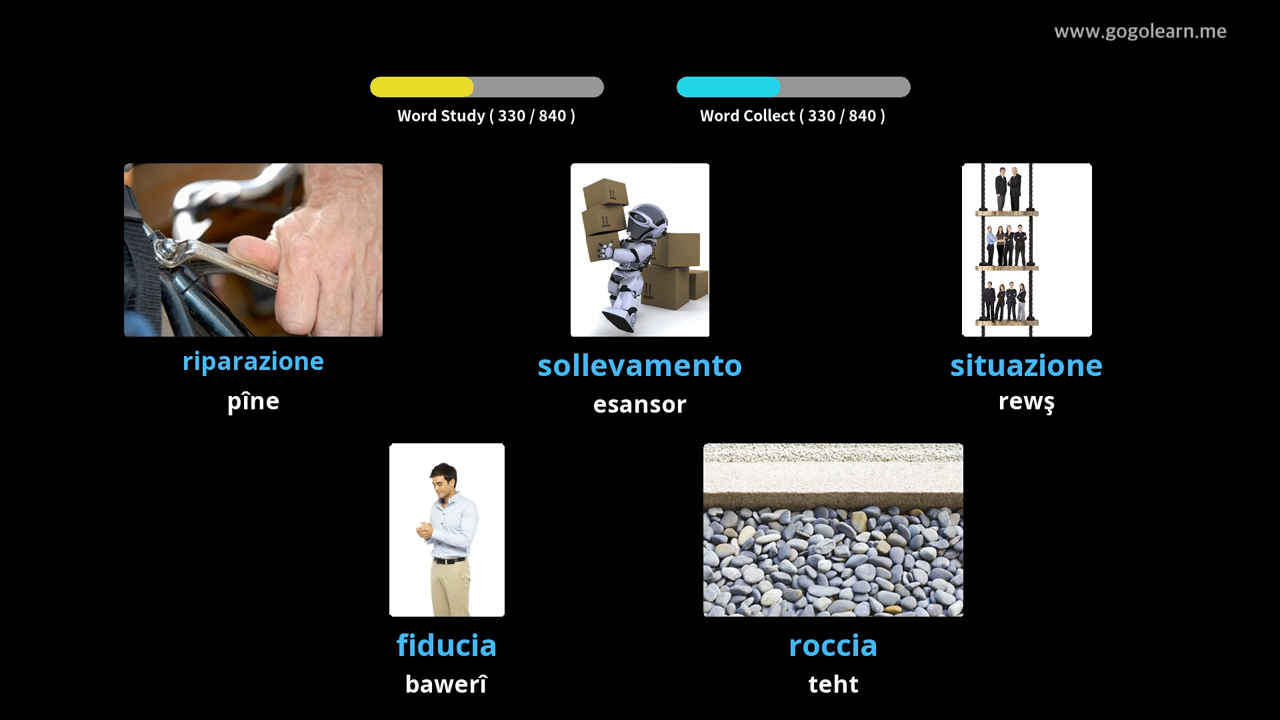 www.gogolearn.me
Word Study ( 330 / 840 )
Word Collect ( 330 / 840 )
riparazione
pîne
sollevamento
esansor
situazione
rewş
fiducia
bawerî
roccia
teht